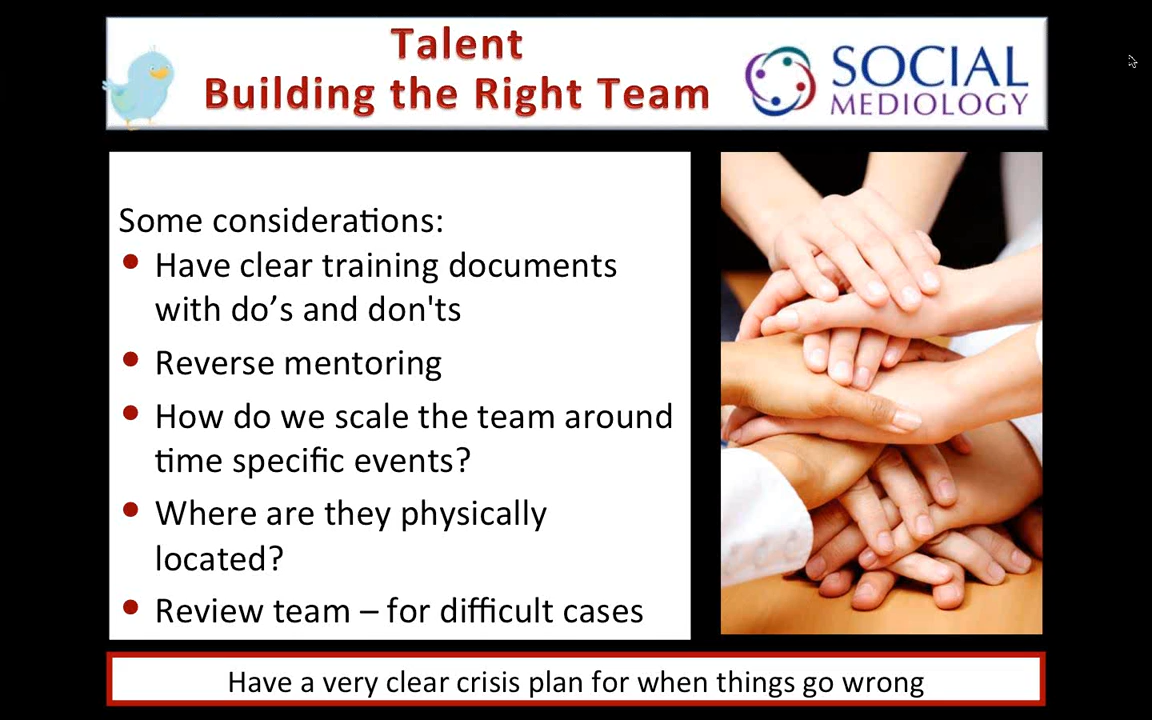 Talent
Building the Right Team
SOCIAL
MEDIOLOGY
Some considerations:
• Have clear training documents
with do’s and don'ts
• Reverse mentoring
• How do we scale the team around
time specific events?
• Where are they physically
located?
• Review team – for difficult cases
Have a very clear crisis plan for when things go wrong